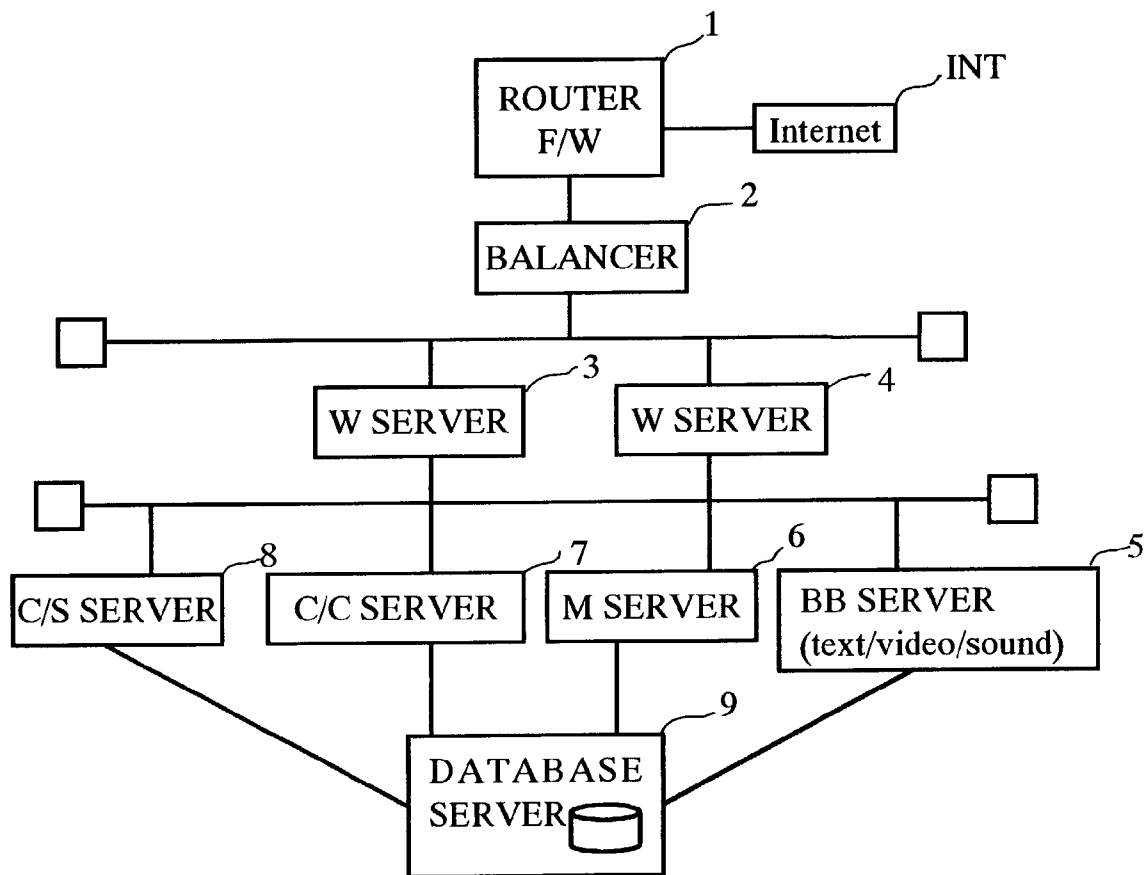 1
INT
ROUTER
F/W
Internet
2
BALANCER
3
4
W SERVER
W SERVER
8
7
6
5
C/S SERVER
C/C SERVER
M SERVER
BB SERVER
(text/video/sound)
9
DATABASE
SERVER